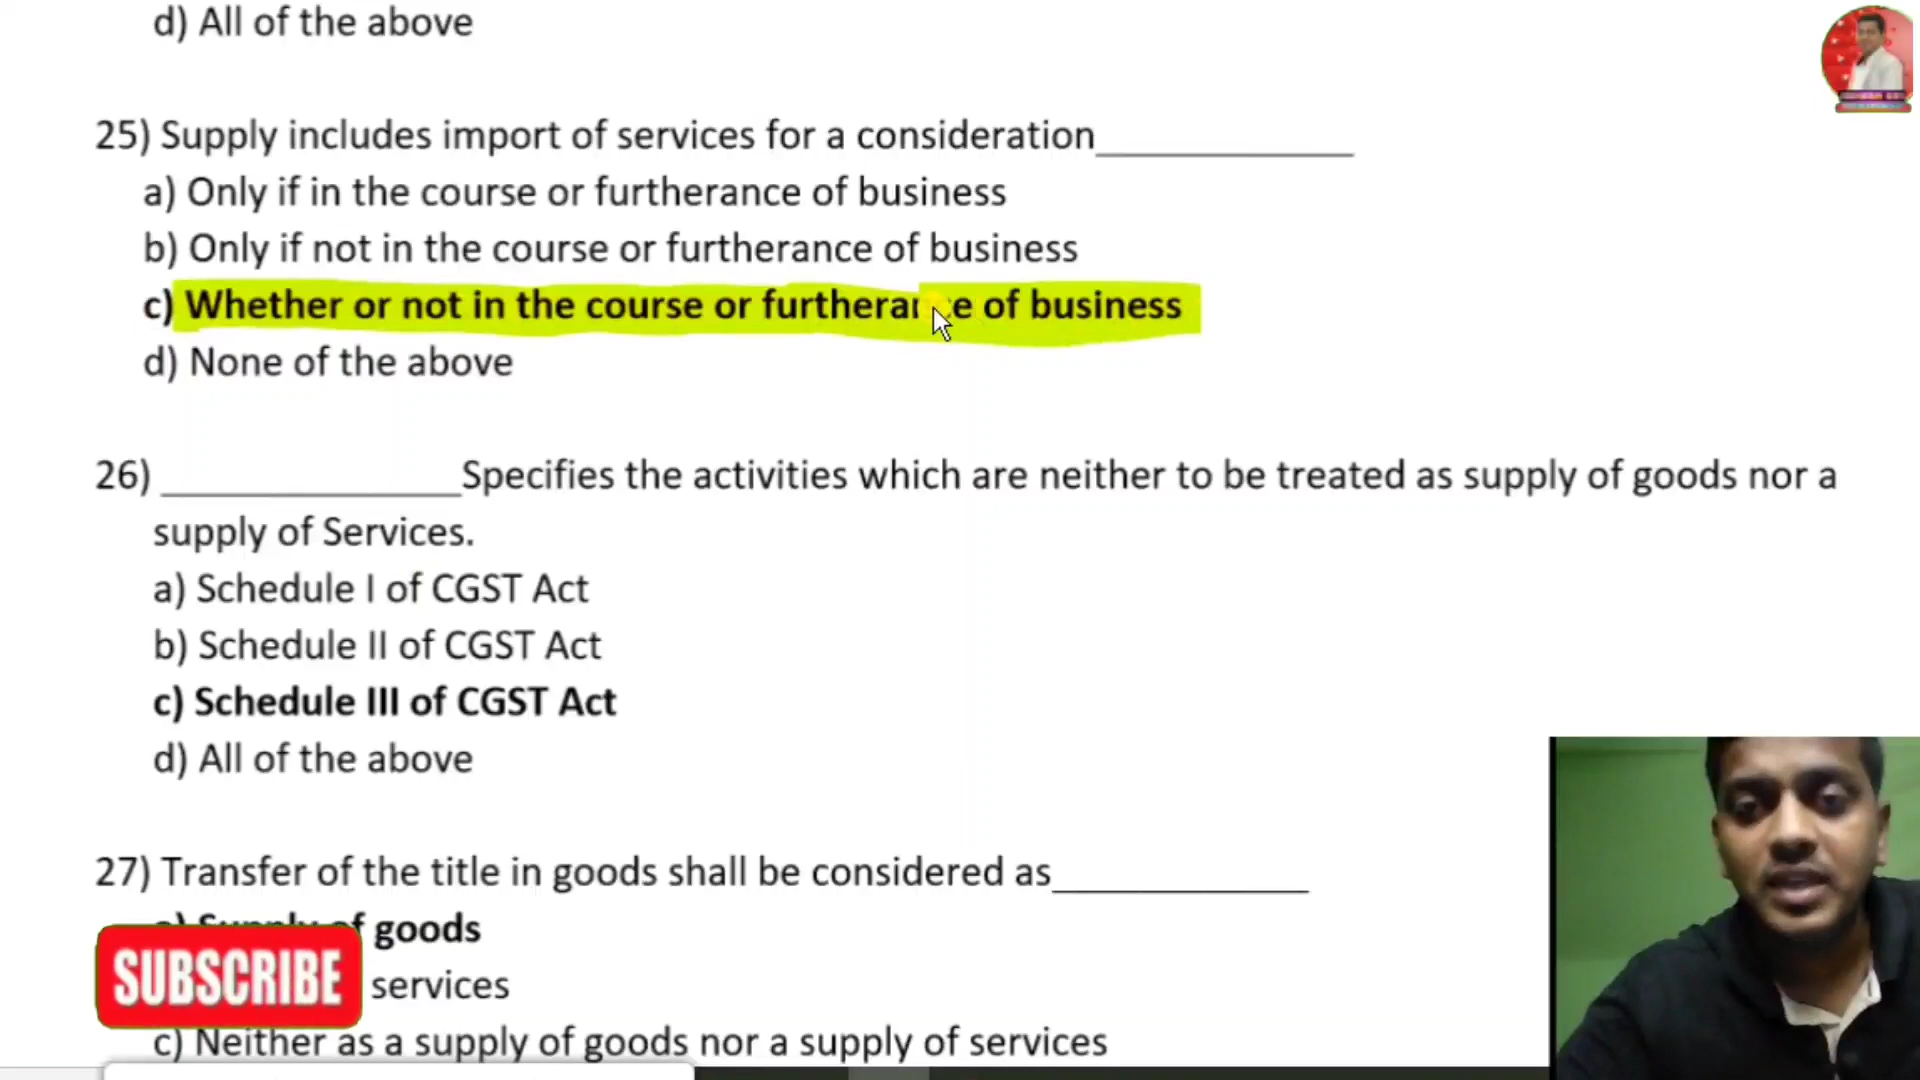 d) All of the above
25) Supply includes import of services for a consideration____________
a) Only if in the course or furtherance of business
b) Only if not in the course or furtherance of business
c) Whether or not in the course or furtherance of business
d) None of the above
26) ______________Specifies the activities which are neither to be treated as supply of goods nor a
supply of Services.
a) Schedule I of CGST Act
b) Schedule II of CGST Act
c) Schedule III of CGST Act
d) All of the above
27) Transfer of the title in goods shall be considered as____________
a) Supply of goods
SUBSCRIBE services
c) Neither as a supply of goods nor a supply of services